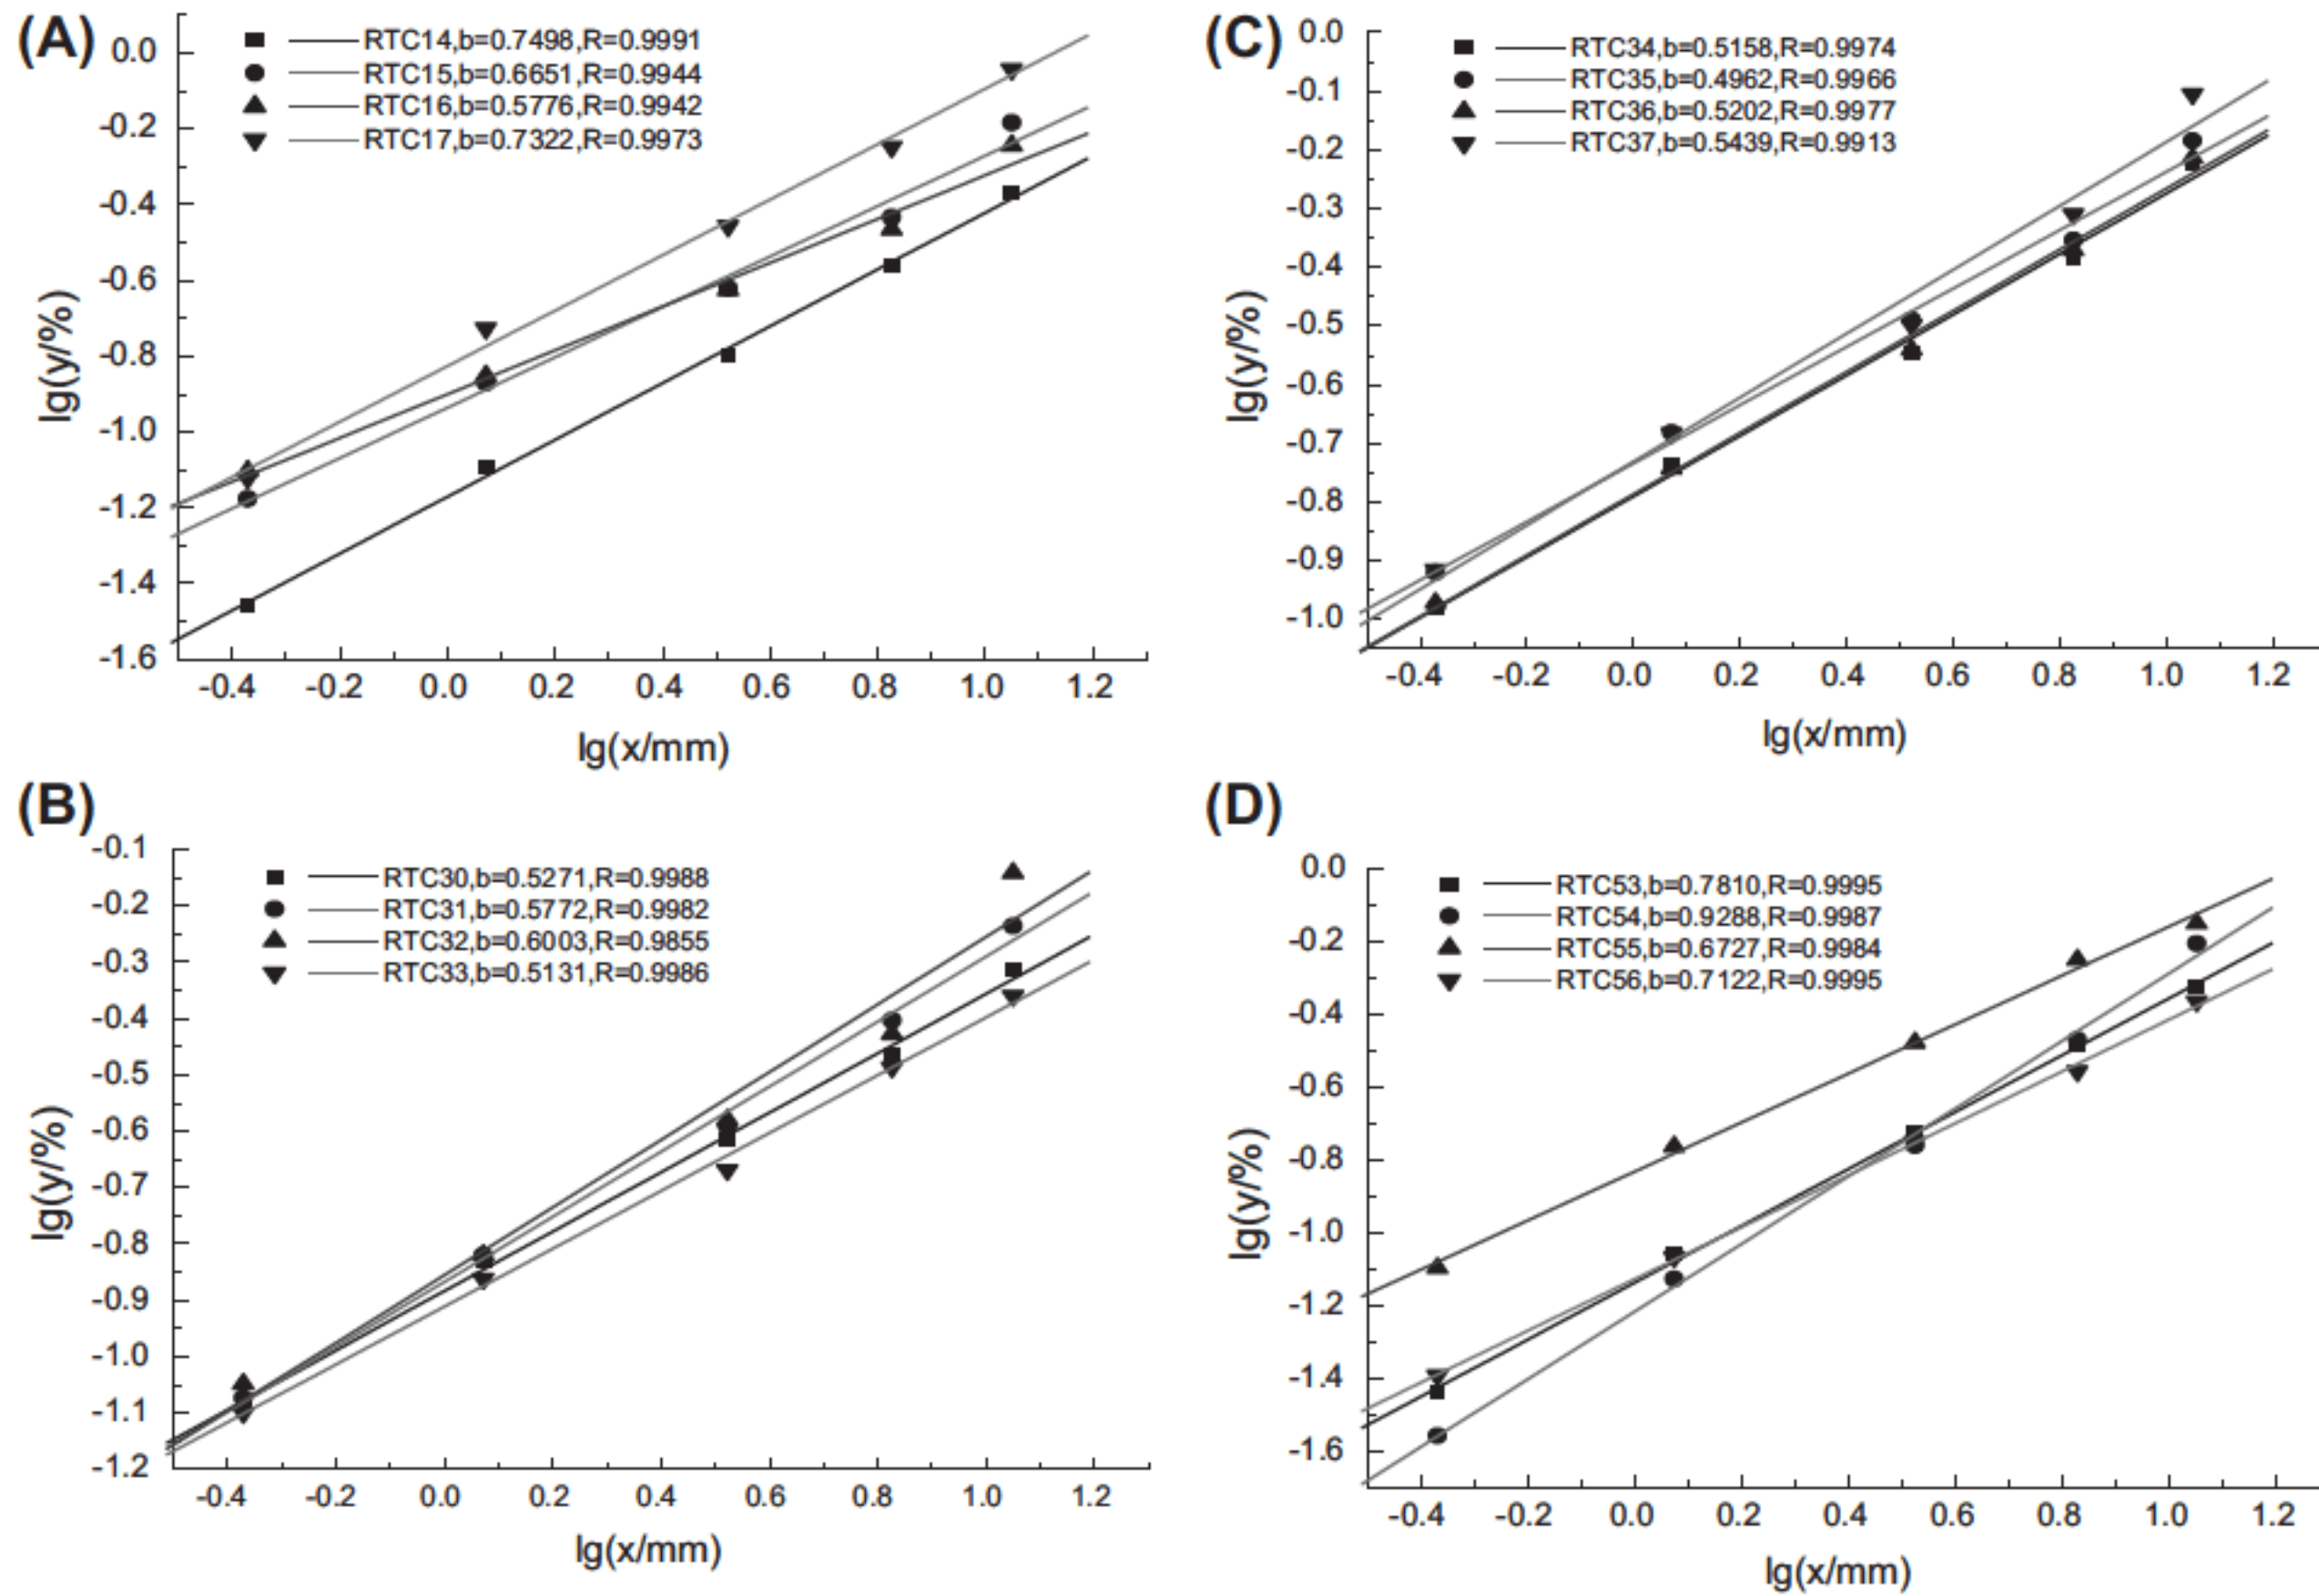 (A)
RTC14,b=0.7498,R=0.9991
RTC15,b=0.6651,R=0.9944
RTC16,b=0.5776,R=0.9942
RTC17,b=0.7322,R=0.9973
0.0
-0.2
-0.4
-0.6
-0.8
-1.0
-1.2
-1.4
-1.6
lg(y/%)
-0.4 -0.2 0.0 0.2 0.4 0.6 0.8 1.0 1.2
lg(x/mm)
(B)
RTC30,b=0.5271,R=0.9988
RTC31,b=0.5772,R=0.9982
RTC32,b=0.6003,R=0.9855
RTC33,b=0.5131,R=0.9986
-0.1
-0.2
-0.3
-0.4
-0.5
-0.6
-0.7
-0.8
-0.9
-1.0
-1.1
-1.2
lg(y/%)
-0.4 -0.2 0.0 0.2 0.4 0.6 0.8 1.0 1.2
lg(x/mm)
(C)
RTC34,b=0.5158,R=0.9974
RTC35,b=0.4962,R=0.9966
RTC36,b=0.5202,R=0.9977
RTC37,b=0.5439,R=0.9913
0.0
-0.1
-0.2
-0.3
-0.4
-0.5
-0.6
-0.7
-0.8
-0.9
-1.0
lg(y/%)
-0.4 -0.2 0.0 0.2 0.4 0.6 0.8 1.0 1.2
lg(x/mm)
(D)
RTC53,b=0.7810,R=0.9995
RTC54,b=0.9288,R=0.9987
RTC55,b=0.6727,R=0.9984
RTC56,b=0.7122,R=0.9995
0.0
-0.2
-0.4
-0.6
-0.8
-1.0
-1.2
-1.4
-1.6
lg(y/%)
-0.4 -0.2 0.0 0.2 0.4 0.6 0.8 1.0 1.2
lg(x/mm)